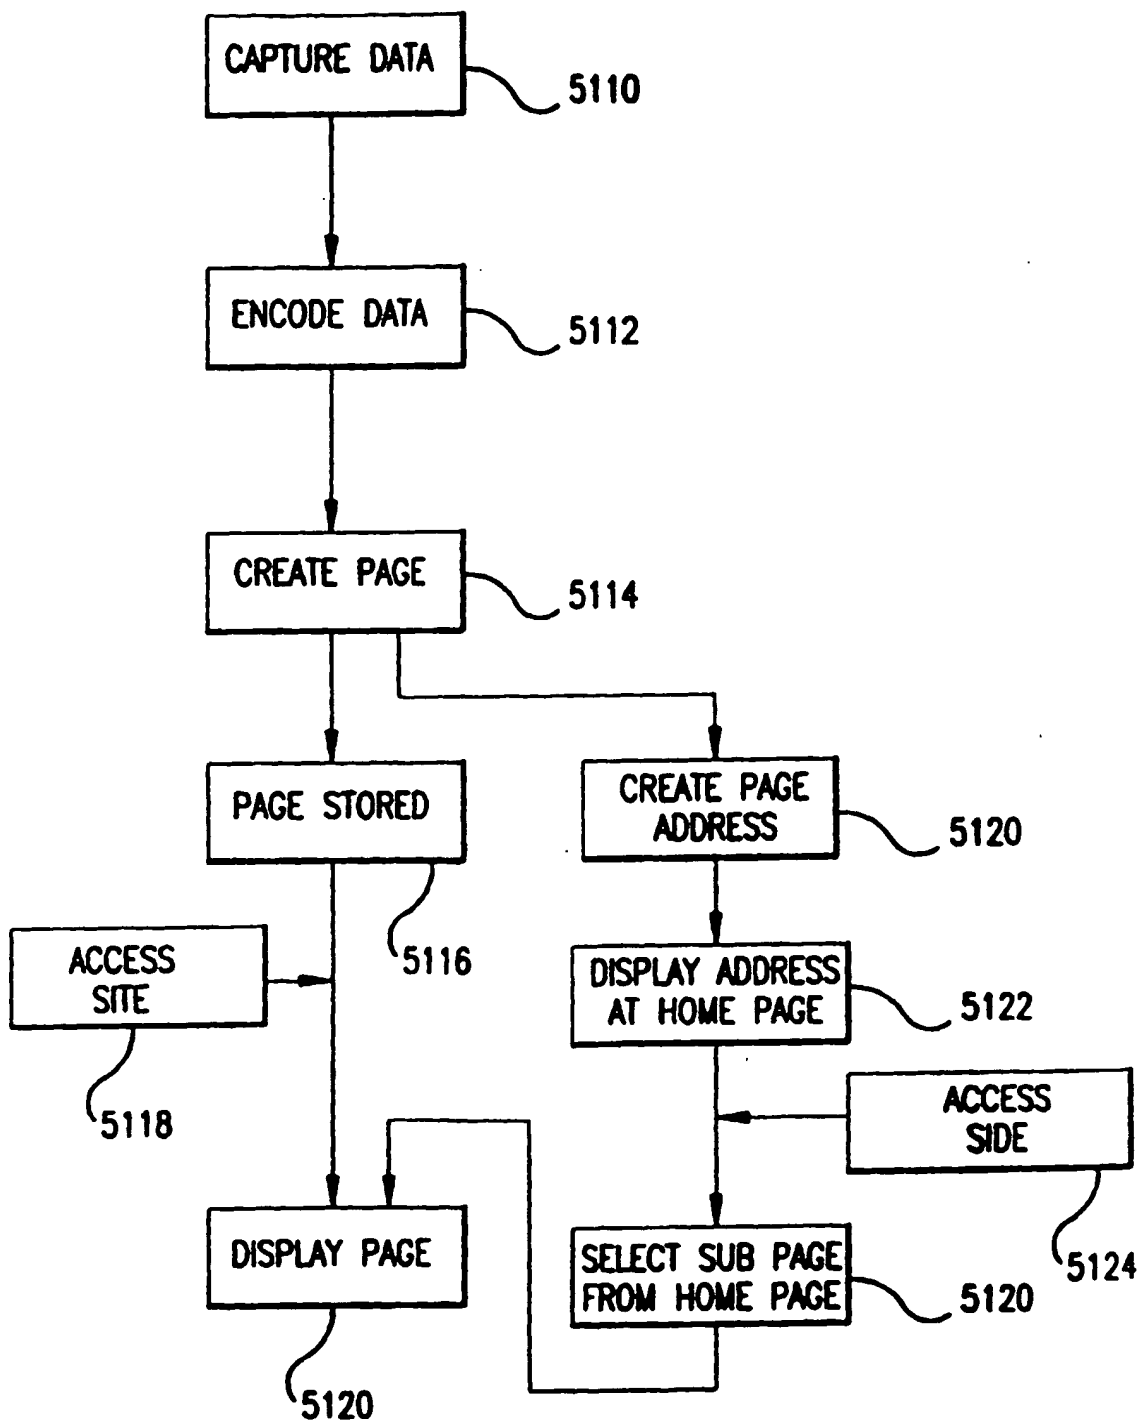 CAPTURE DATA
5110
ENCODE DATA
5112
CREATE PAGE
5114
PAGE STORED
5116
CREATE PAGE
ADDRESS
5120
ACCESS
SITE
5118
DISPLAY ADDRESS
AT HOME PAGE
5122
ACCESS
SIDE
5124
DISPLAY PAGE
5120
SELECT SUB PAGE
FROM HOME PAGE
5120